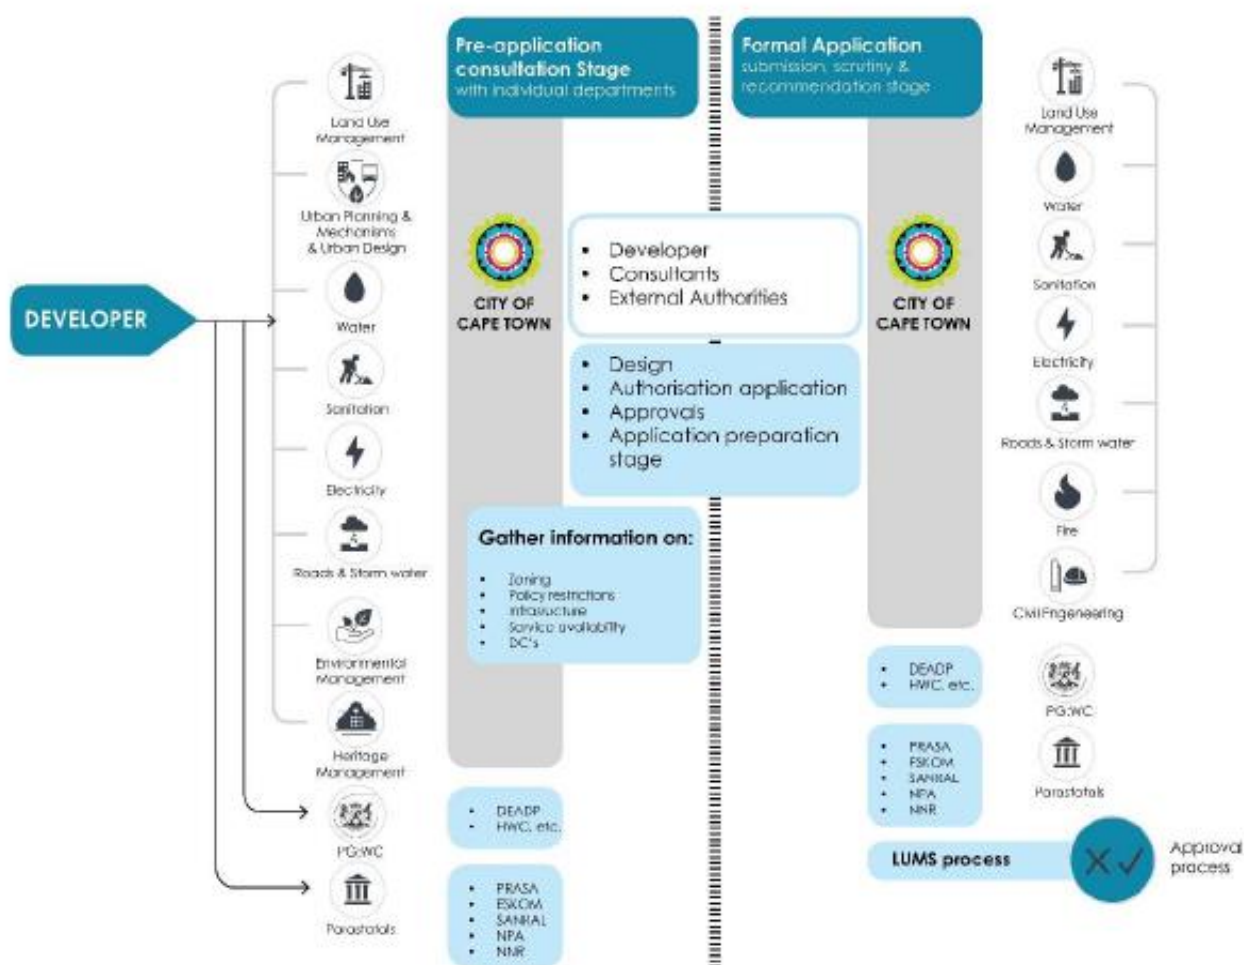 DEVELOPER
Land Use
Management
Urban Planning &
Mechanisms
& Urban Design
Water
Sanitation
Electricity
Roads & Storm water
Environmental
Management
Heritage
Management
PG:WC
Parastatals
Pre-application
consultation Stage
with individual departments
CITY OF
CAPE TOWN
Gather information on:
• Zoning
• Policy restrictions
• Infrasucture
• Service availability
• DC's
• DEADP
• HWC, etc.
• PRASA
• ESKOM
• SANRAL
• NPA
• NNR
• Developer
• Consultants
• External Authorities
• Design
• Authorisation application
• Approvals
• Application preparation
stage
Formal Application
submission, scrutiny &
recommendation stage
CITY OF
CAPE TOWN
• DEADP
• HWC, etc.
• PRASA
• ESKOM
• SANRAL
• NPA
• NNR
LUMS process
Land Use
Management
Water
Sanitation
Electricity
Roads & Storm water
Fire
Civil Engeneering
PG:WC
Parastatals
Approval
process